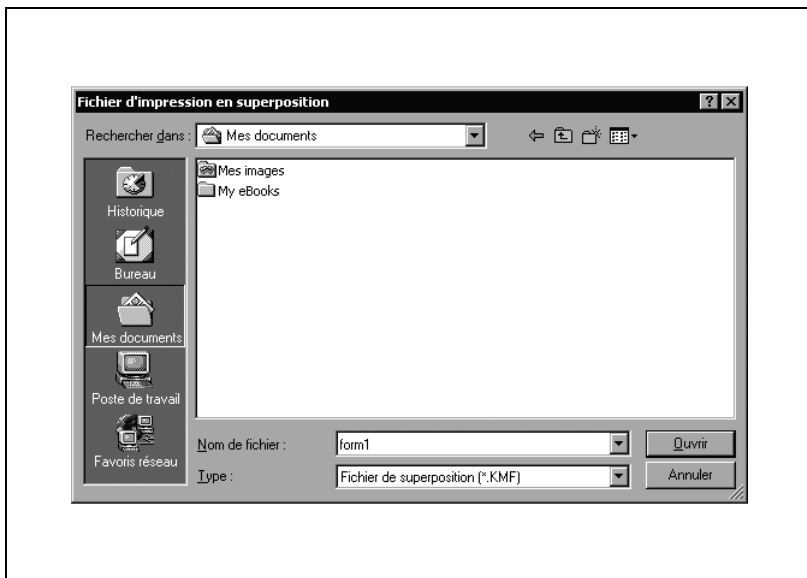 Fichier d'impression en superposition
Rechercher dans : Mes documents
Historique
Bureau
Mes documents
Poste de travail
Favoris réseau
Mes images
My eBooks
Nom de fichier : form1 Ouvrir
Type : Fichier de superposition (*.KMF) Annuler